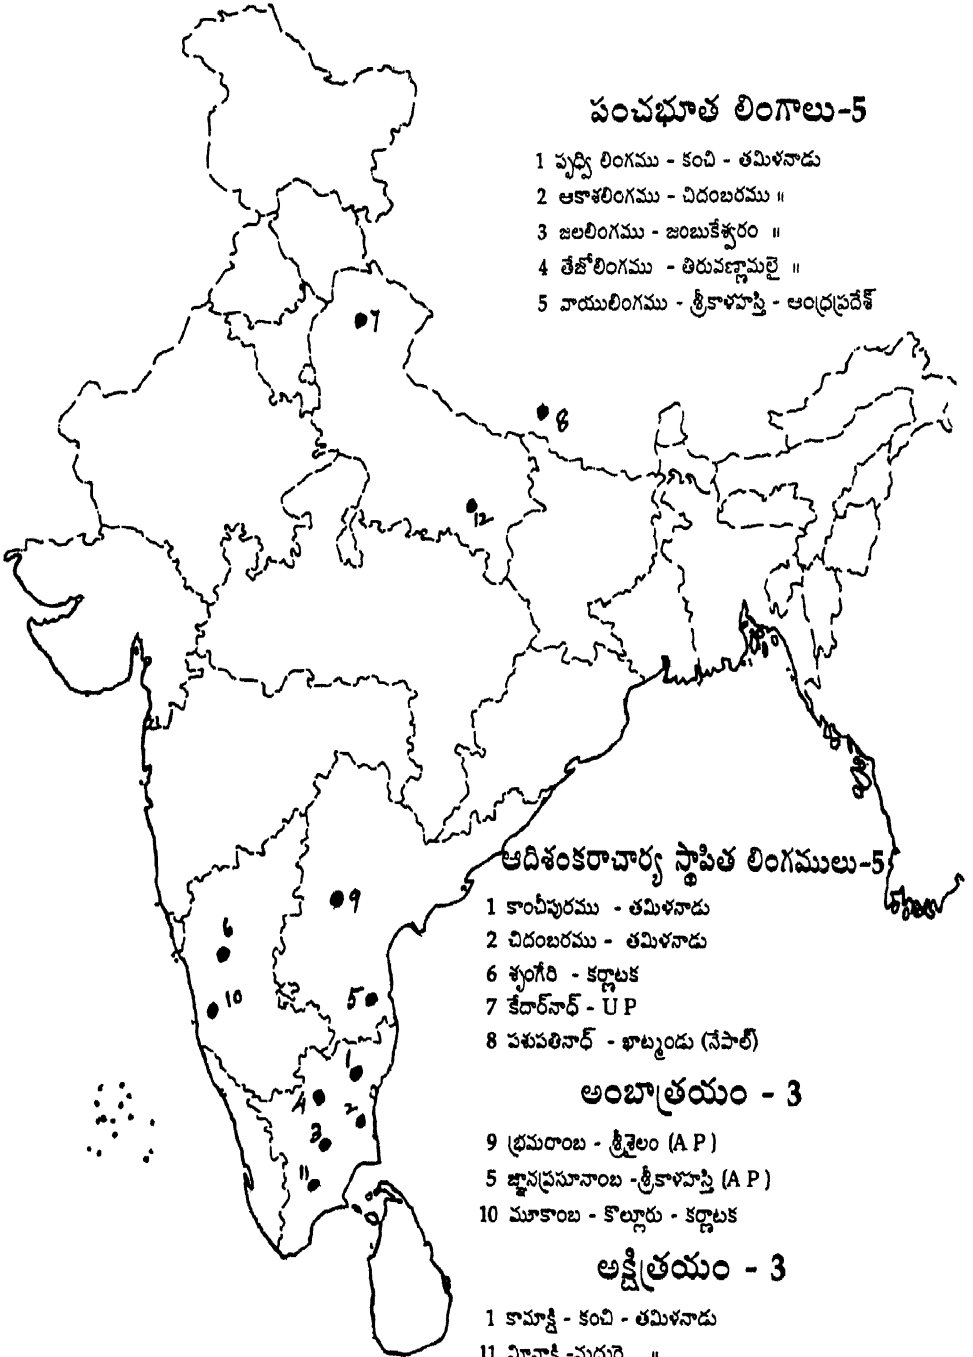 పంచభూత లింగాలు-5
1 పృథ్వి లింగము - కంచి - తమిళనాడు
2 ఆకాశలింగము - చిదంబరము "
3 జలలింగము - జంబుకేశ్వరం "
4 తేజోలింగము - తిరువణ్ణామలై "
5 వాయులింగము - శ్రీకాళహస్తి - ఆంధ్రప్రదేశ్
7
8
12
ఆదిశంకరాచార్య స్థాపిత లింగములు-5
1 కాంచీపురము - తమిళనాడు
2 చిదంబరము - తమిళనాడు
6 శృంగేరి - కర్ణాటక
7 కేదార్‌నాథ్ - U P
8 పశుపతినాథ్ - ఖాట్మండు (నేపాల్)
9
6
10
5
1
4
2
3
11
అంబాత్రయం - 3
9 భ్రమరాంబ - శ్రీశైలం (A P)
5 జ్ఞానప్రసూనాంబ -శ్రీకాళహస్తి (A P)
10 మూకాంబ - కొల్లూరు - కర్ణాటక
అక్షిత్రయం - 3
1 కామాక్షి - కంచి - తమిళనాడు
11 మీనాక్షి -మధురై "